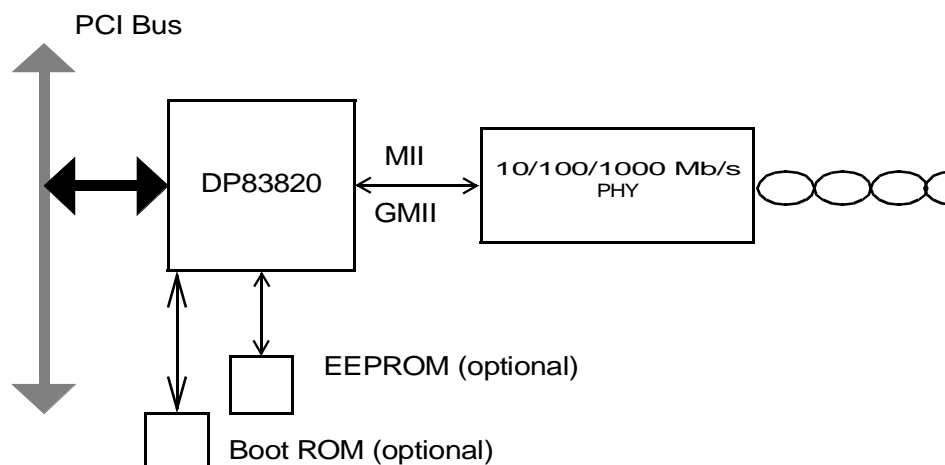 PCI Bus
DP83820
MII
GMII
10/100/1000 Mb/s
PHY
EEPROM (optional)
Boot ROM (optional)